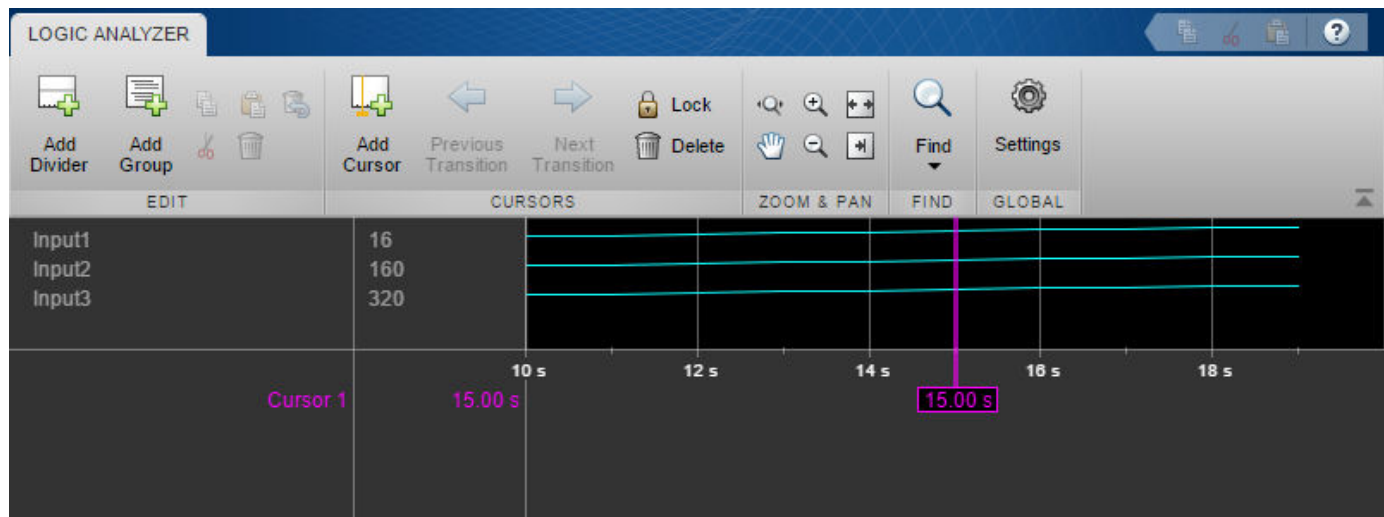 LOGIC ANALYZER
?
Add Divider
Add Group
Add Cursor
Previous Transition
Next Transition
Lock
Delete
Find
Settings
EDIT
CURSORS
ZOOM & PAN
FIND
GLOBAL
Input1 16
Input2 160
Input3 320
10 s 12 s 14 s 16 s 18 s
Cursor 1 15.00 s 15.00 s